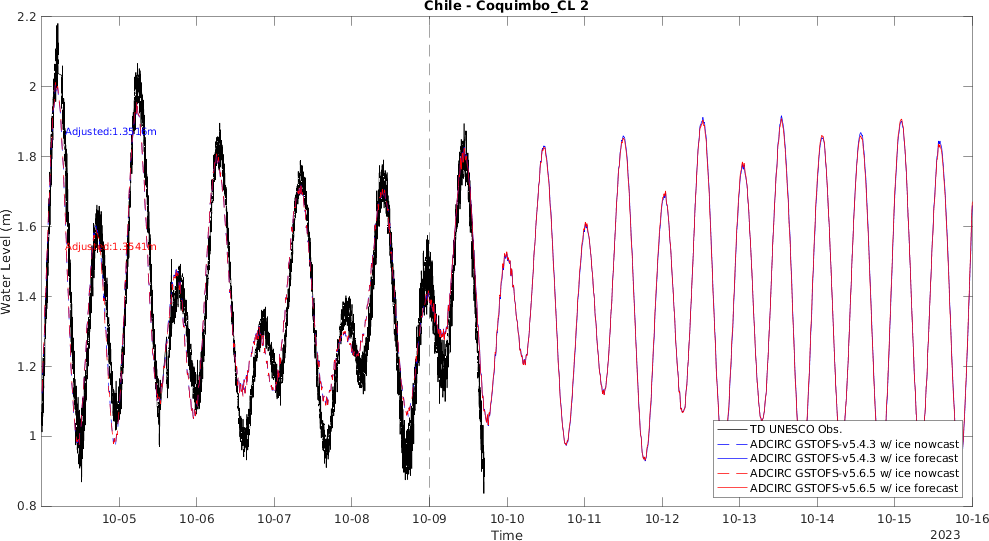 Chile - Coquimbo_CL 2
2.2
2
1.8
1.6
1.4
1.2
1
0.8
Water Level (m)
Adjusted:1.3516m
Adjusted:1.3541m
TD UNESCO Obs.
ADCIRC GSTOFS-v5.4.3 w/ ice nowcast
ADCIRC GSTOFS-v5.4.3 w/ ice forecast
ADCIRC GSTOFS-v5.6.5 w/ ice nowcast
ADCIRC GSTOFS-v5.6.5 w/ ice forecast
10-05 10-06 10-07 10-08 10-09 10-10 10-11 10-12 10-13 10-14 10-15 10-16
Time
2023